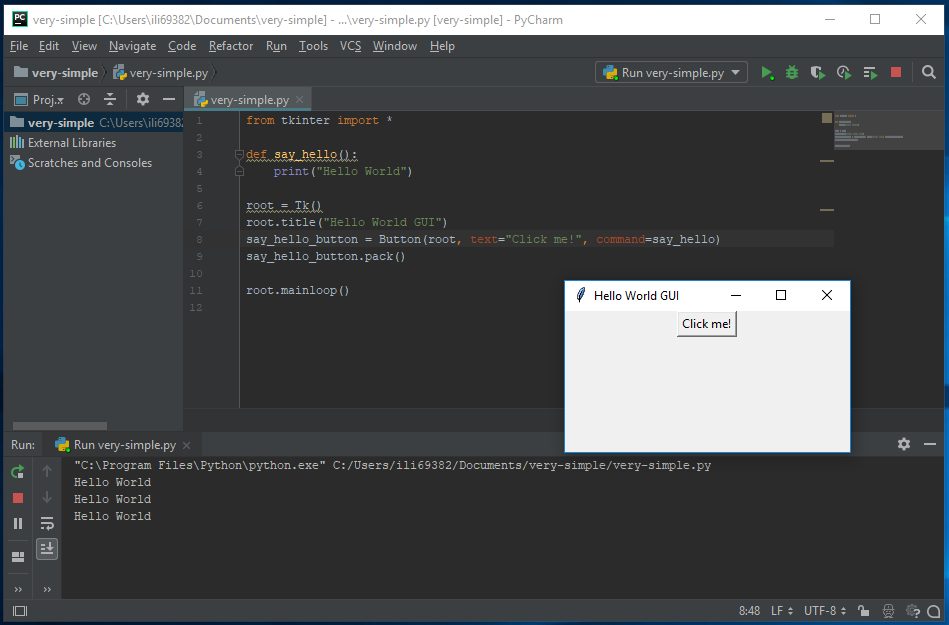 PC very-simple [C:\Users\ili69382\Documents\very-simple] - ...\very-simple.py [very-simple] - PyCharm
File Edit View Navigate Code Refactor Run Tools VCS Window Help
very-simple very-simple.py Run very-simple.py
Proj.. very-simple.py
very-simple C:\Users\ili69382
External Libraries
Scratches and Consoles
1 from tkinter import *
2
3 def say_hello():
4     print("Hello World")
5
6 root = Tk()
7 root.title("Hello World GUI")
8 say_hello_button = Button(root, text="Click me!", command=say_hello)
9 say_hello_button.pack()
10
11 root.mainloop()
12
Hello World GUI
Click me!
Run: Run very-simple.py
"C:\Program Files\Python\python.exe" C:/Users/ili69382/Documents/very-simple/very-simple.py
Hello World
Hello World
Hello World
8:48 LF UTF-8